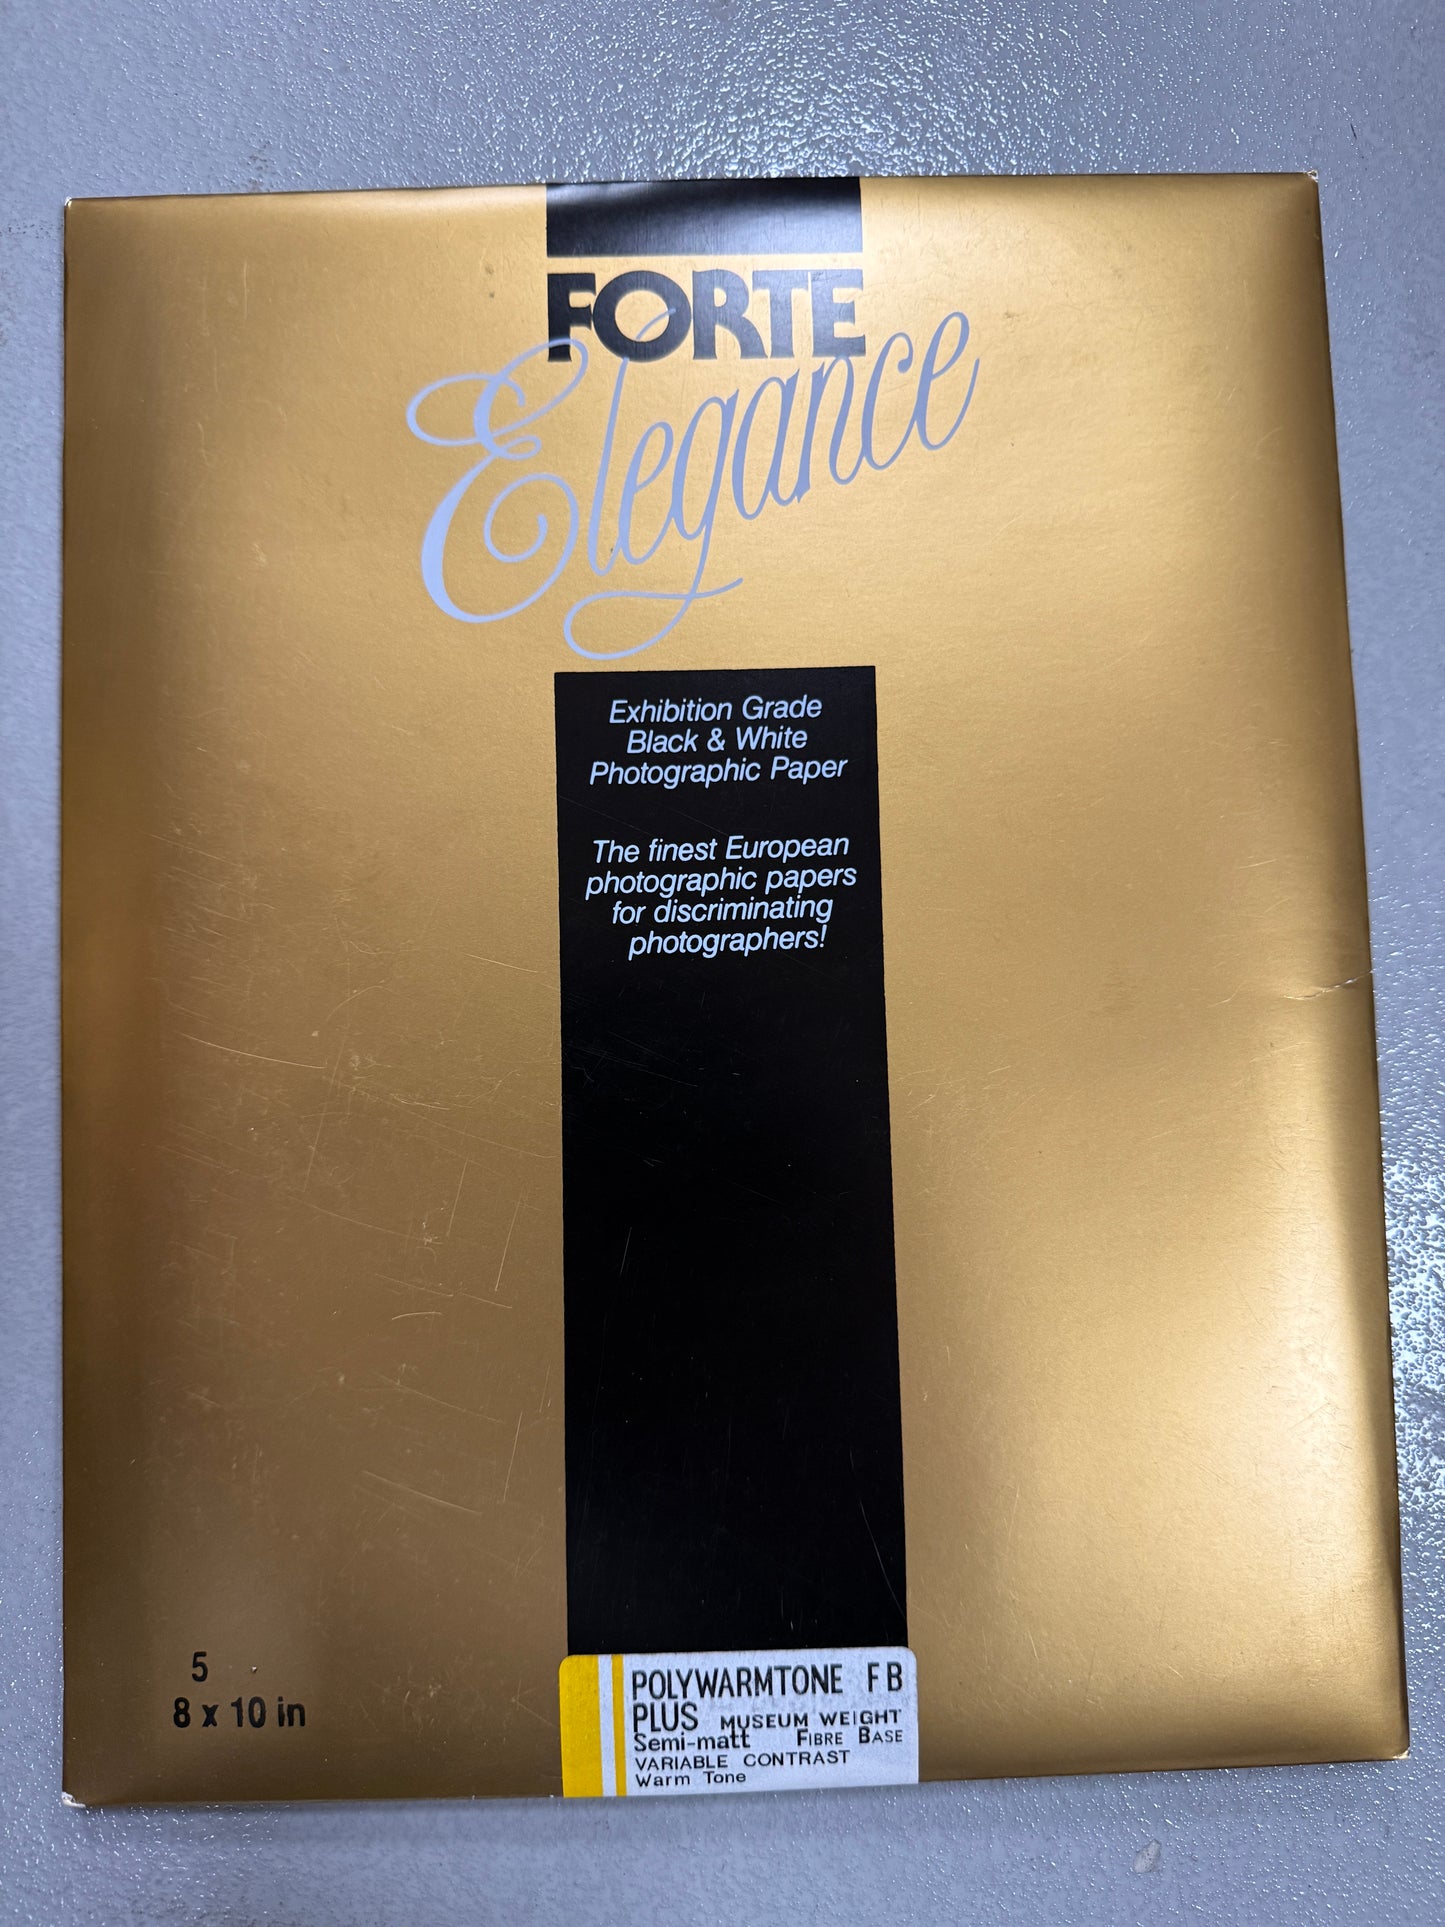 FORTE
Elegance
Exhibition Grade
Black & White
Photographic Paper
The finest European
photographic papers
for discriminating
photographers!
5
8 x 10 in
POLYWARMTONE FB
PLUS MUSEUM WEIGHT
Semi-matt FIBRE BASE
VARIABLE CONTRAST
Warm Tone